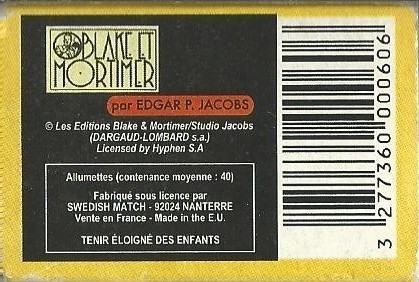 BLAKE ET
MORTIMER
par EDGAR P. JACOBS
© Les Editions Blake & Mortimer/Studio Jacobs
(DARGAUD-LOMBARD s.a.)
Licensed by Hyphen S.A
Allumettes (contenance moyenne : 40)
Fabriqué sous licence par
SWEDISH MATCH - 92024 NANTERRE
Vente en France - Made in the E.U.
TENIR ÉLOIGNÉ DES ENFANTS
3 277360 000606